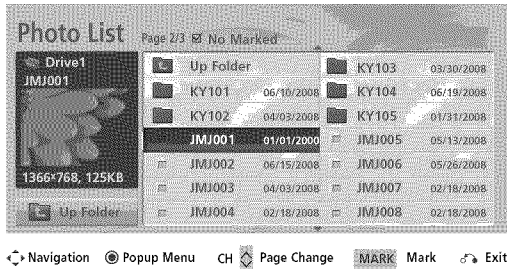 Photo List
Page 2/3 No Marked
Drive1
JMJ001
1366×768, 125KB
Up Folder
Up Folder
KY101 06/10/2008
KY102 04/03/2008
JMJ001 01/01/2000
JMJ002 06/15/2008
JMJ003 04/03/2008
JMJ004 02/18/2008
KY103 03/30/2008
KY104 06/19/2008
KY105 01/31/2008
JMJ005 05/13/2008
JMJ006 05/26/2008
JMJ007 02/18/2008
JMJ008 02/18/2008
Navigation Popup Menu CH Page Change MARK Mark Exit